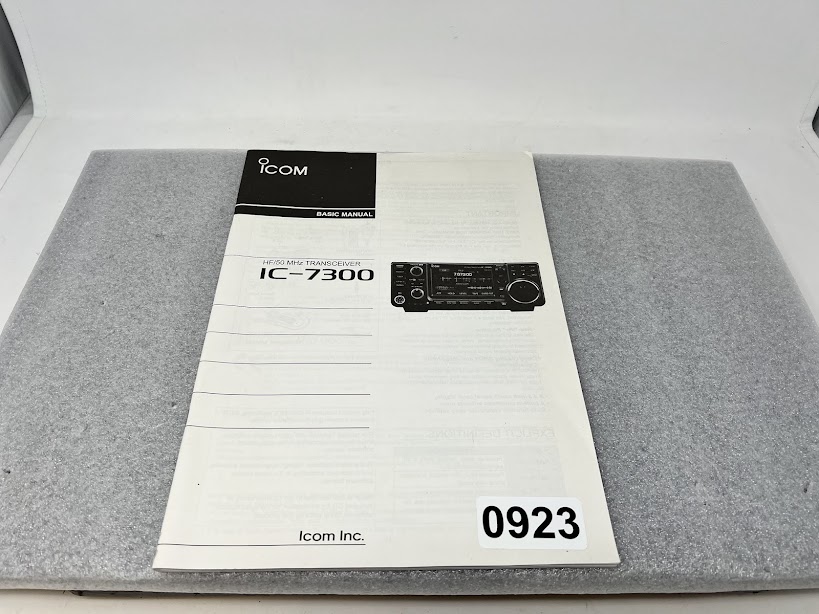 ICOM
BASIC MANUAL
HF/50 MHz TRANSCEIVER
IC-7300
Icom Inc.
0923